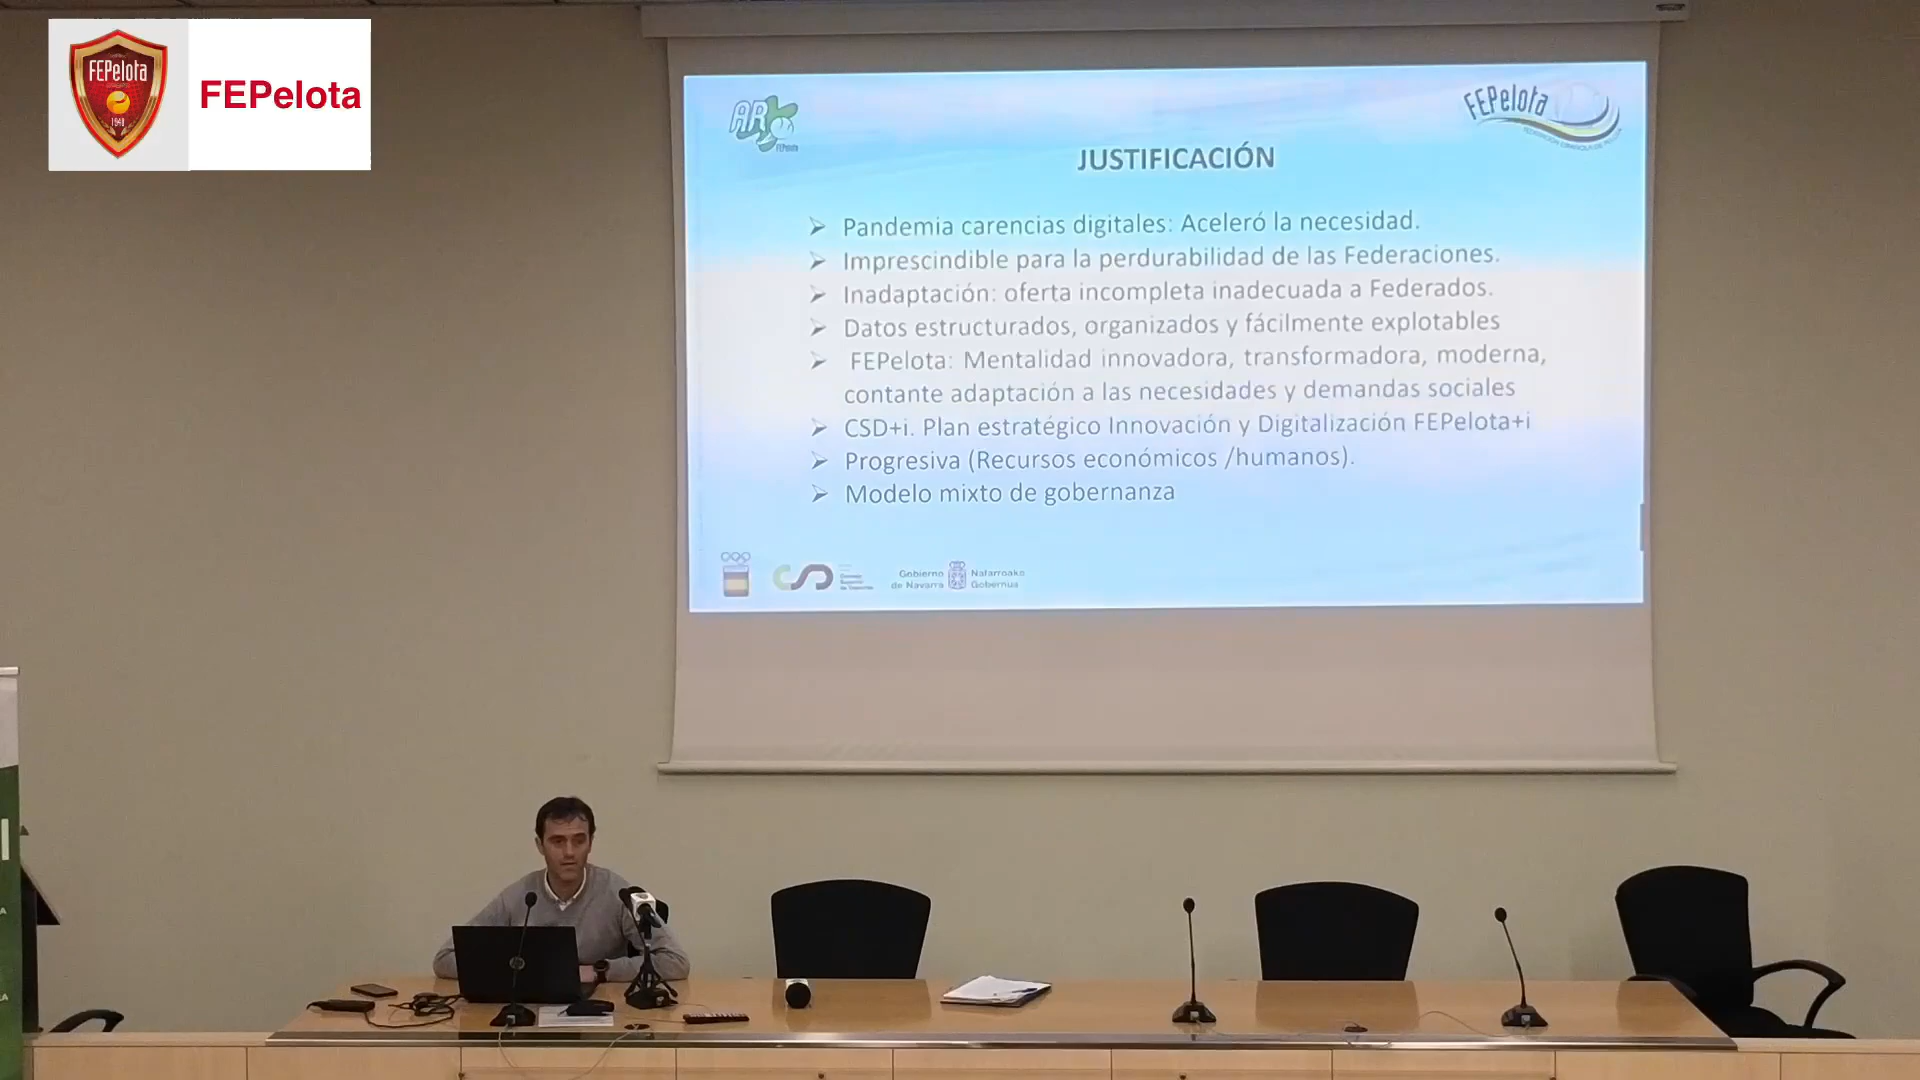 FEPelota
1940
FEPelota
AR
FEPelota
FEPelota
JUSTIFICACIÓN
Pandemia carencias digitales: Aceleró la necesidad.
Imprescindible para la perdurabilidad de las Federaciones.
Inadaptación: oferta incompleta inadecuada a Federados.
Datos estructurados, organizados y fácilmente explotables
FEPelota: Mentalidad innovadora, transformadora, moderna,
contante adaptación a las necesidades y demandas sociales
CSD+i. Plan estratégico Innovación y Digitalización FEPelota+i
Progresiva (Recursos económicos /humanos).
Modelo mixto de gobernanza
Gobierno
de Navarra
Nafarroako
Gobernua